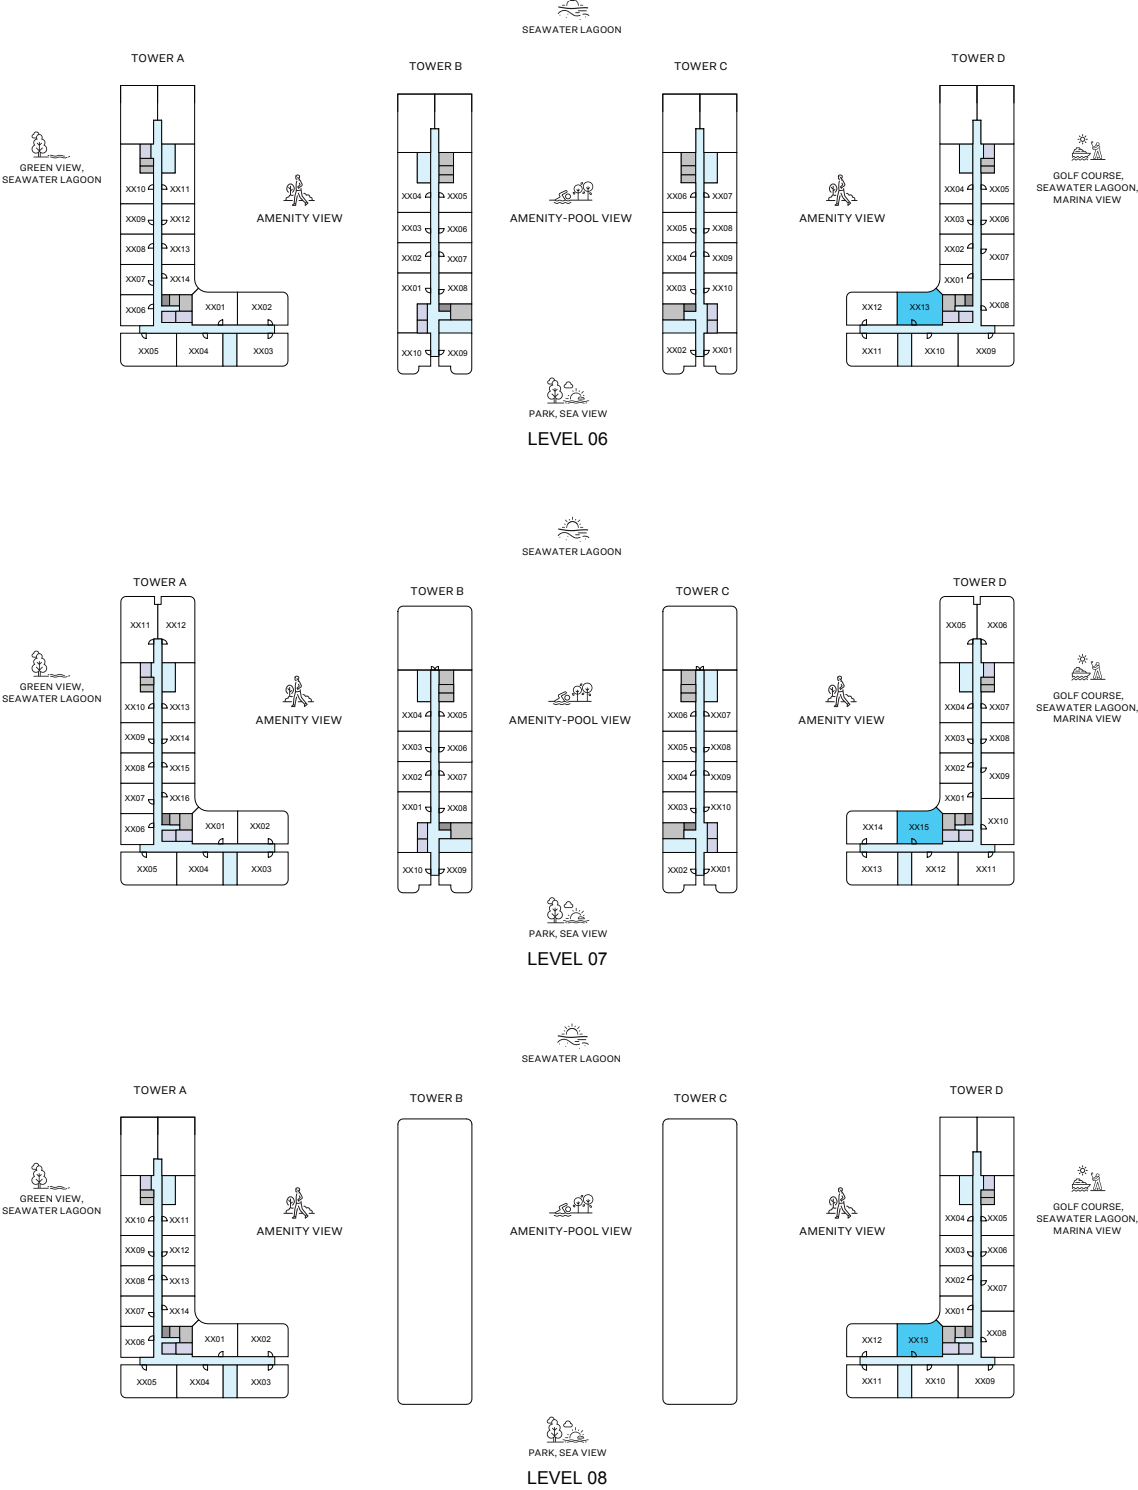 SEAWATER LAGOON
TOWER A
TOWER B
TOWER C
TOWER D
GREEN VIEW,
SEAWATER LAGOON
AMENITY VIEW
AMENITY-POOL VIEW
AMENITY VIEW
GOLF COURSE,
SEAWATER LAGOON,
MARINA VIEW
XX10 XX11
XX09 XX12
XX08 XX13
XX07 XX14
XX06 XX01 XX02
XX05 XX04 XX03
XX04 XX05
XX03 XX06
XX02 XX07
XX01 XX08
XX10 XX09
XX06 XX07
XX05 XX08
XX04 XX09
XX03 XX10
XX02 XX01
XX04 XX05
XX03 XX06
XX02 XX07
XX01
XX12 XX13 XX08
XX11 XX10 XX09
PARK, SEA VIEW
LEVEL 06
SEAWATER LAGOON
TOWER A
TOWER B
TOWER C
TOWER D
GREEN VIEW,
SEAWATER LAGOON
AMENITY VIEW
AMENITY-POOL VIEW
AMENITY VIEW
GOLF COURSE,
SEAWATER LAGOON,
MARINA VIEW
XX11 XX12
XX10 XX13
XX09 XX14
XX08 XX15
XX07 XX16
XX06 XX01 XX02
XX05 XX04 XX03
XX04 XX05
XX03 XX06
XX02 XX07
XX01 XX08
XX10 XX09
XX06 XX07
XX05 XX08
XX04 XX09
XX03 XX10
XX02 XX01
XX05 XX06
XX04 XX07
XX03 XX08
XX02 XX09
XX01
XX14 XX15 XX10
XX13 XX12 XX11
PARK, SEA VIEW
LEVEL 07
SEAWATER LAGOON
TOWER A
TOWER B
TOWER C
TOWER D
GREEN VIEW,
SEAWATER LAGOON
AMENITY VIEW
AMENITY-POOL VIEW
AMENITY VIEW
GOLF COURSE,
SEAWATER LAGOON,
MARINA VIEW
XX10 XX11
XX09 XX12
XX08 XX13
XX07 XX14
XX06 XX01 XX02
XX05 XX04 XX03
XX04 XX05
XX03 XX06
XX02 XX07
XX01
XX12 XX13 XX08
XX11 XX10 XX09
PARK, SEA VIEW
LEVEL 08